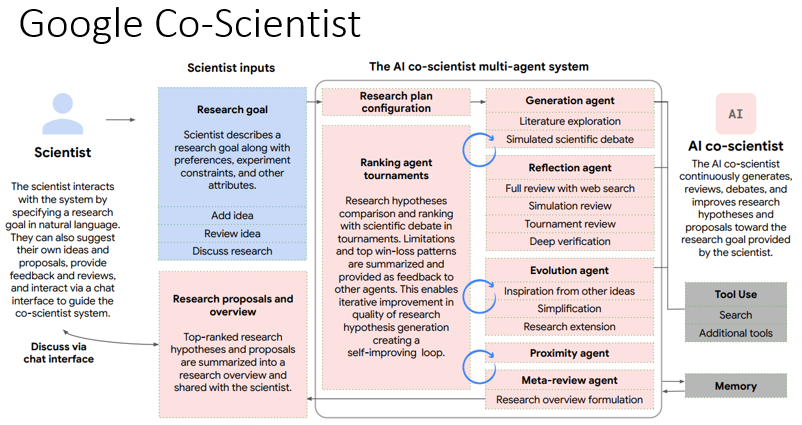 Google Co-Scientist
Scientist inputs
The AI co-scientist multi-agent system
Scientist
The scientist interacts
with the system by
specifying a research
goal in natural language.
They can also suggest
their own ideas and
proposals, provide
feedback and reviews,
and interact via a chat
interface to guide the
co-scientist system.
Discuss via
chat interface
Research goal
Scientist describes a
research goal along with
preferences, experiment
constraints, and other
attributes.
Add idea
Review idea
Discuss research
Research proposals and
overview
Top-ranked research
hypotheses and proposals
are summarized into a
research overview and
shared with the scientist.
Research plan
configuration
Ranking agent
tournaments
Research hypotheses
comparison and ranking
with scientific debate in
tournaments. Limitations
and top win-loss patterns
are summarized and
provided as feedback to
other agents. This enables
iterative improvement in
quality of research
hypothesis generation
creating a
self-improving loop.
Generation agent
Literature exploration
Simulated scientific debate
Reflection agent
Full review with web search
Simulation review
Tournament review
Deep verification
Evolution agent
Inspiration from other ideas
Simplification
Research extension
Proximity agent
Meta-review agent
Research overview formulation
AI
AI co-scientist
The AI co-scientist
continuously generates,
reviews, debates, and
improves research
hypotheses and
proposals toward the
research goal provided
by the scientist.
Tool Use
Search
Additional tools
Memory